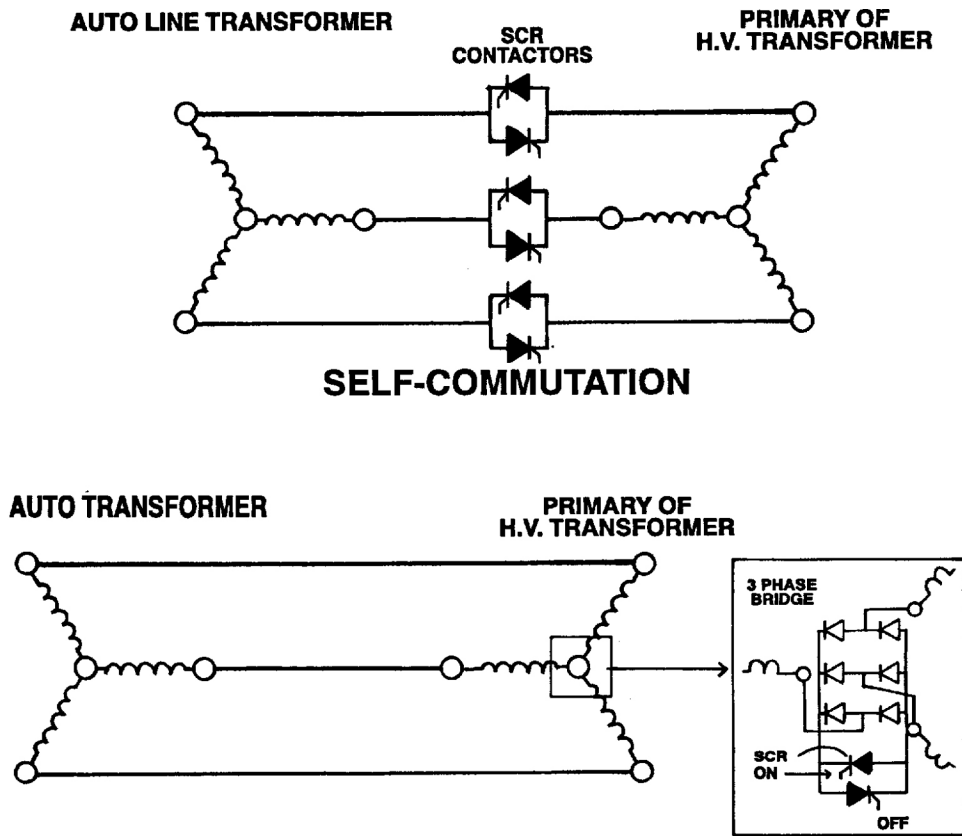 AUTO LINE TRANSFORMER
SCR
CONTACTORS
PRIMARY OF
H.V. TRANSFORMER
SELF-COMMUTATION
AUTO TRANSFORMER
PRIMARY OF
H.V. TRANSFORMER
3 PHASE
BRIDGE
SCR
ON
OFF